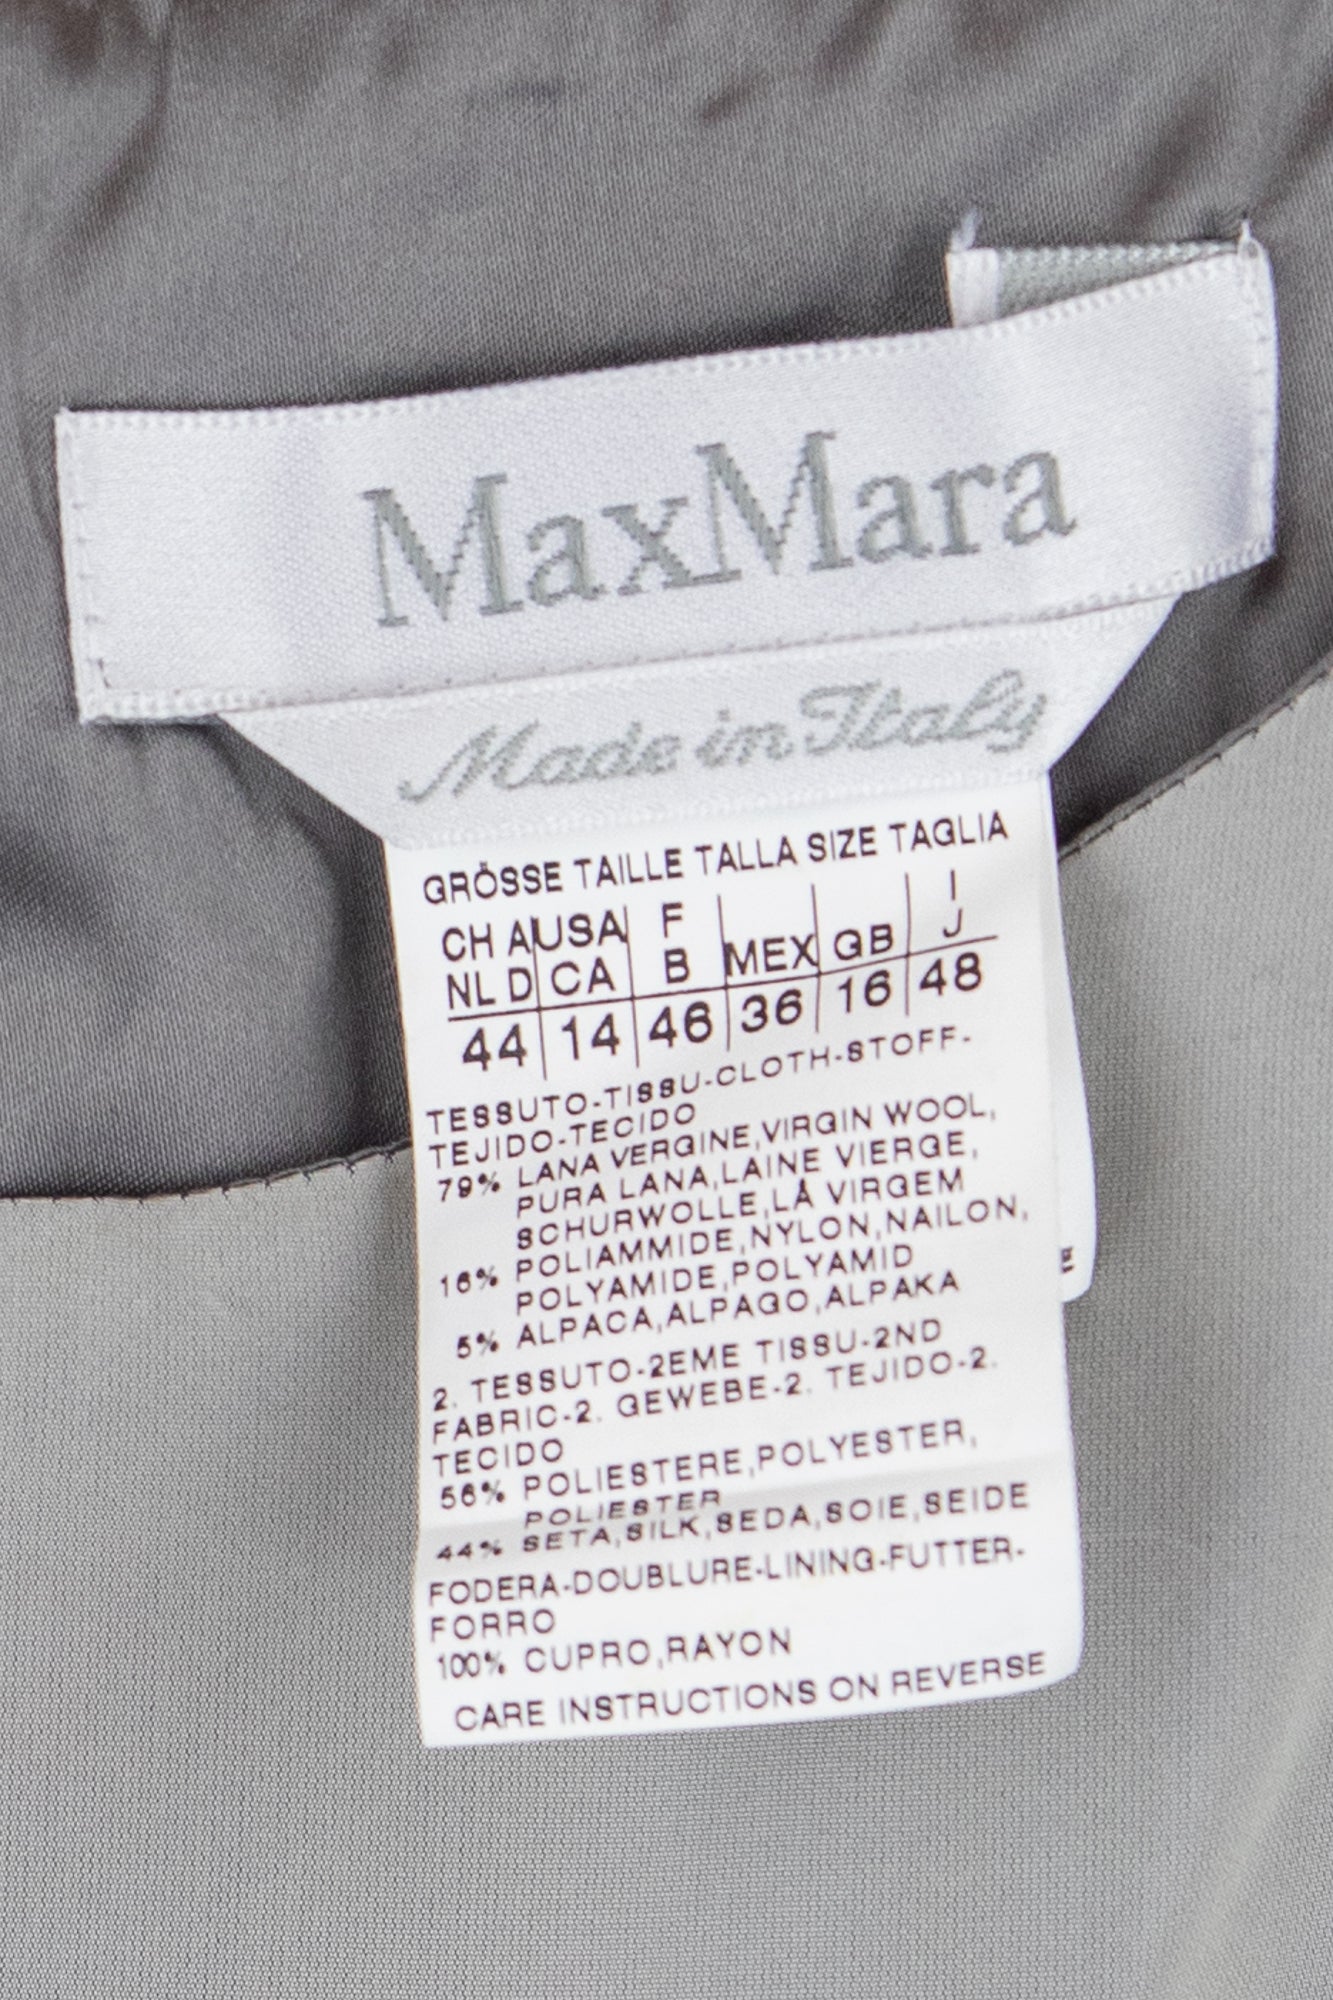 MaxMara
Made in Italy
GRÖSSE TAILLE TALLA SIZE TAGLIA
CH A USA F I
NL D CA B MEX GB J
44 14 46 36 16 48
TESSUTO-TISSU-CLOTH-STOFF-
TEJIDO-TECIDO
79% LANA VERGINE,VIRGIN WOOL,
PURA LANA,LAINE VIERGE,
SCHURWOLLE,LÅ VIRGEM
16% POLIAMMIDE,NYLON,NAILON,
POLYAMIDE,POLYAMID
5% ALPACA,ALPAGO,ALPAKA
2. TESSUTO-2EME TISSU-2ND
FABRIC-2. GEWEBE-2. TEJIDO-2.
TECIDO
56% POLIESTERE,POLYESTER,
POLIESTER
44% SETA,SILK,SEDA,SOIE,SEIDE
FODERA-DOUBLURE-LINING-FUTTER-
FORRO
100% CUPRO,RAYON
CARE INSTRUCTIONS ON REVERSE